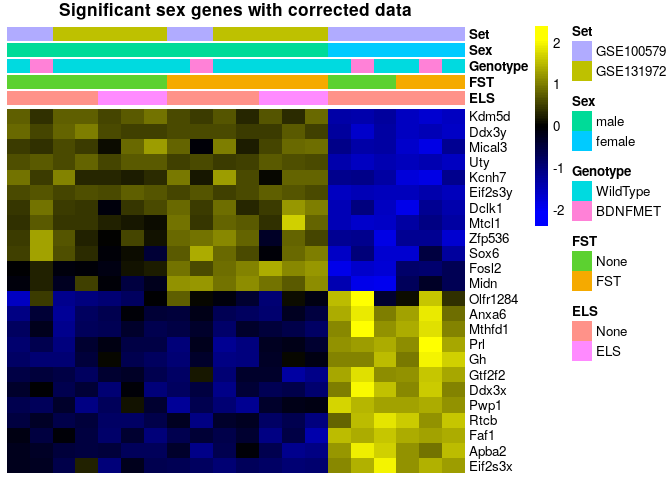 Significant sex genes with corrected data
Set
Sex
Genotype
FST
ELS
Kdm5d
Ddx3y
Mical3
Uty
Kcnh7
Eif2s3y
Dclk1
Mtcl1
Zfp536
Sox6
Fosl2
Midn
Olfr1284
Anxa6
Mthfd1
Prl
Gh
Gtf2f2
Ddx3x
Pwp1
Rtcb
Faf1
Apba2
Eif2s3x
2
1
0
-1
-2
Set
GSE100579
GSE131972
Sex
male
female
Genotype
WildType
BDNFMET
FST
None
FST
ELS
None
ELS